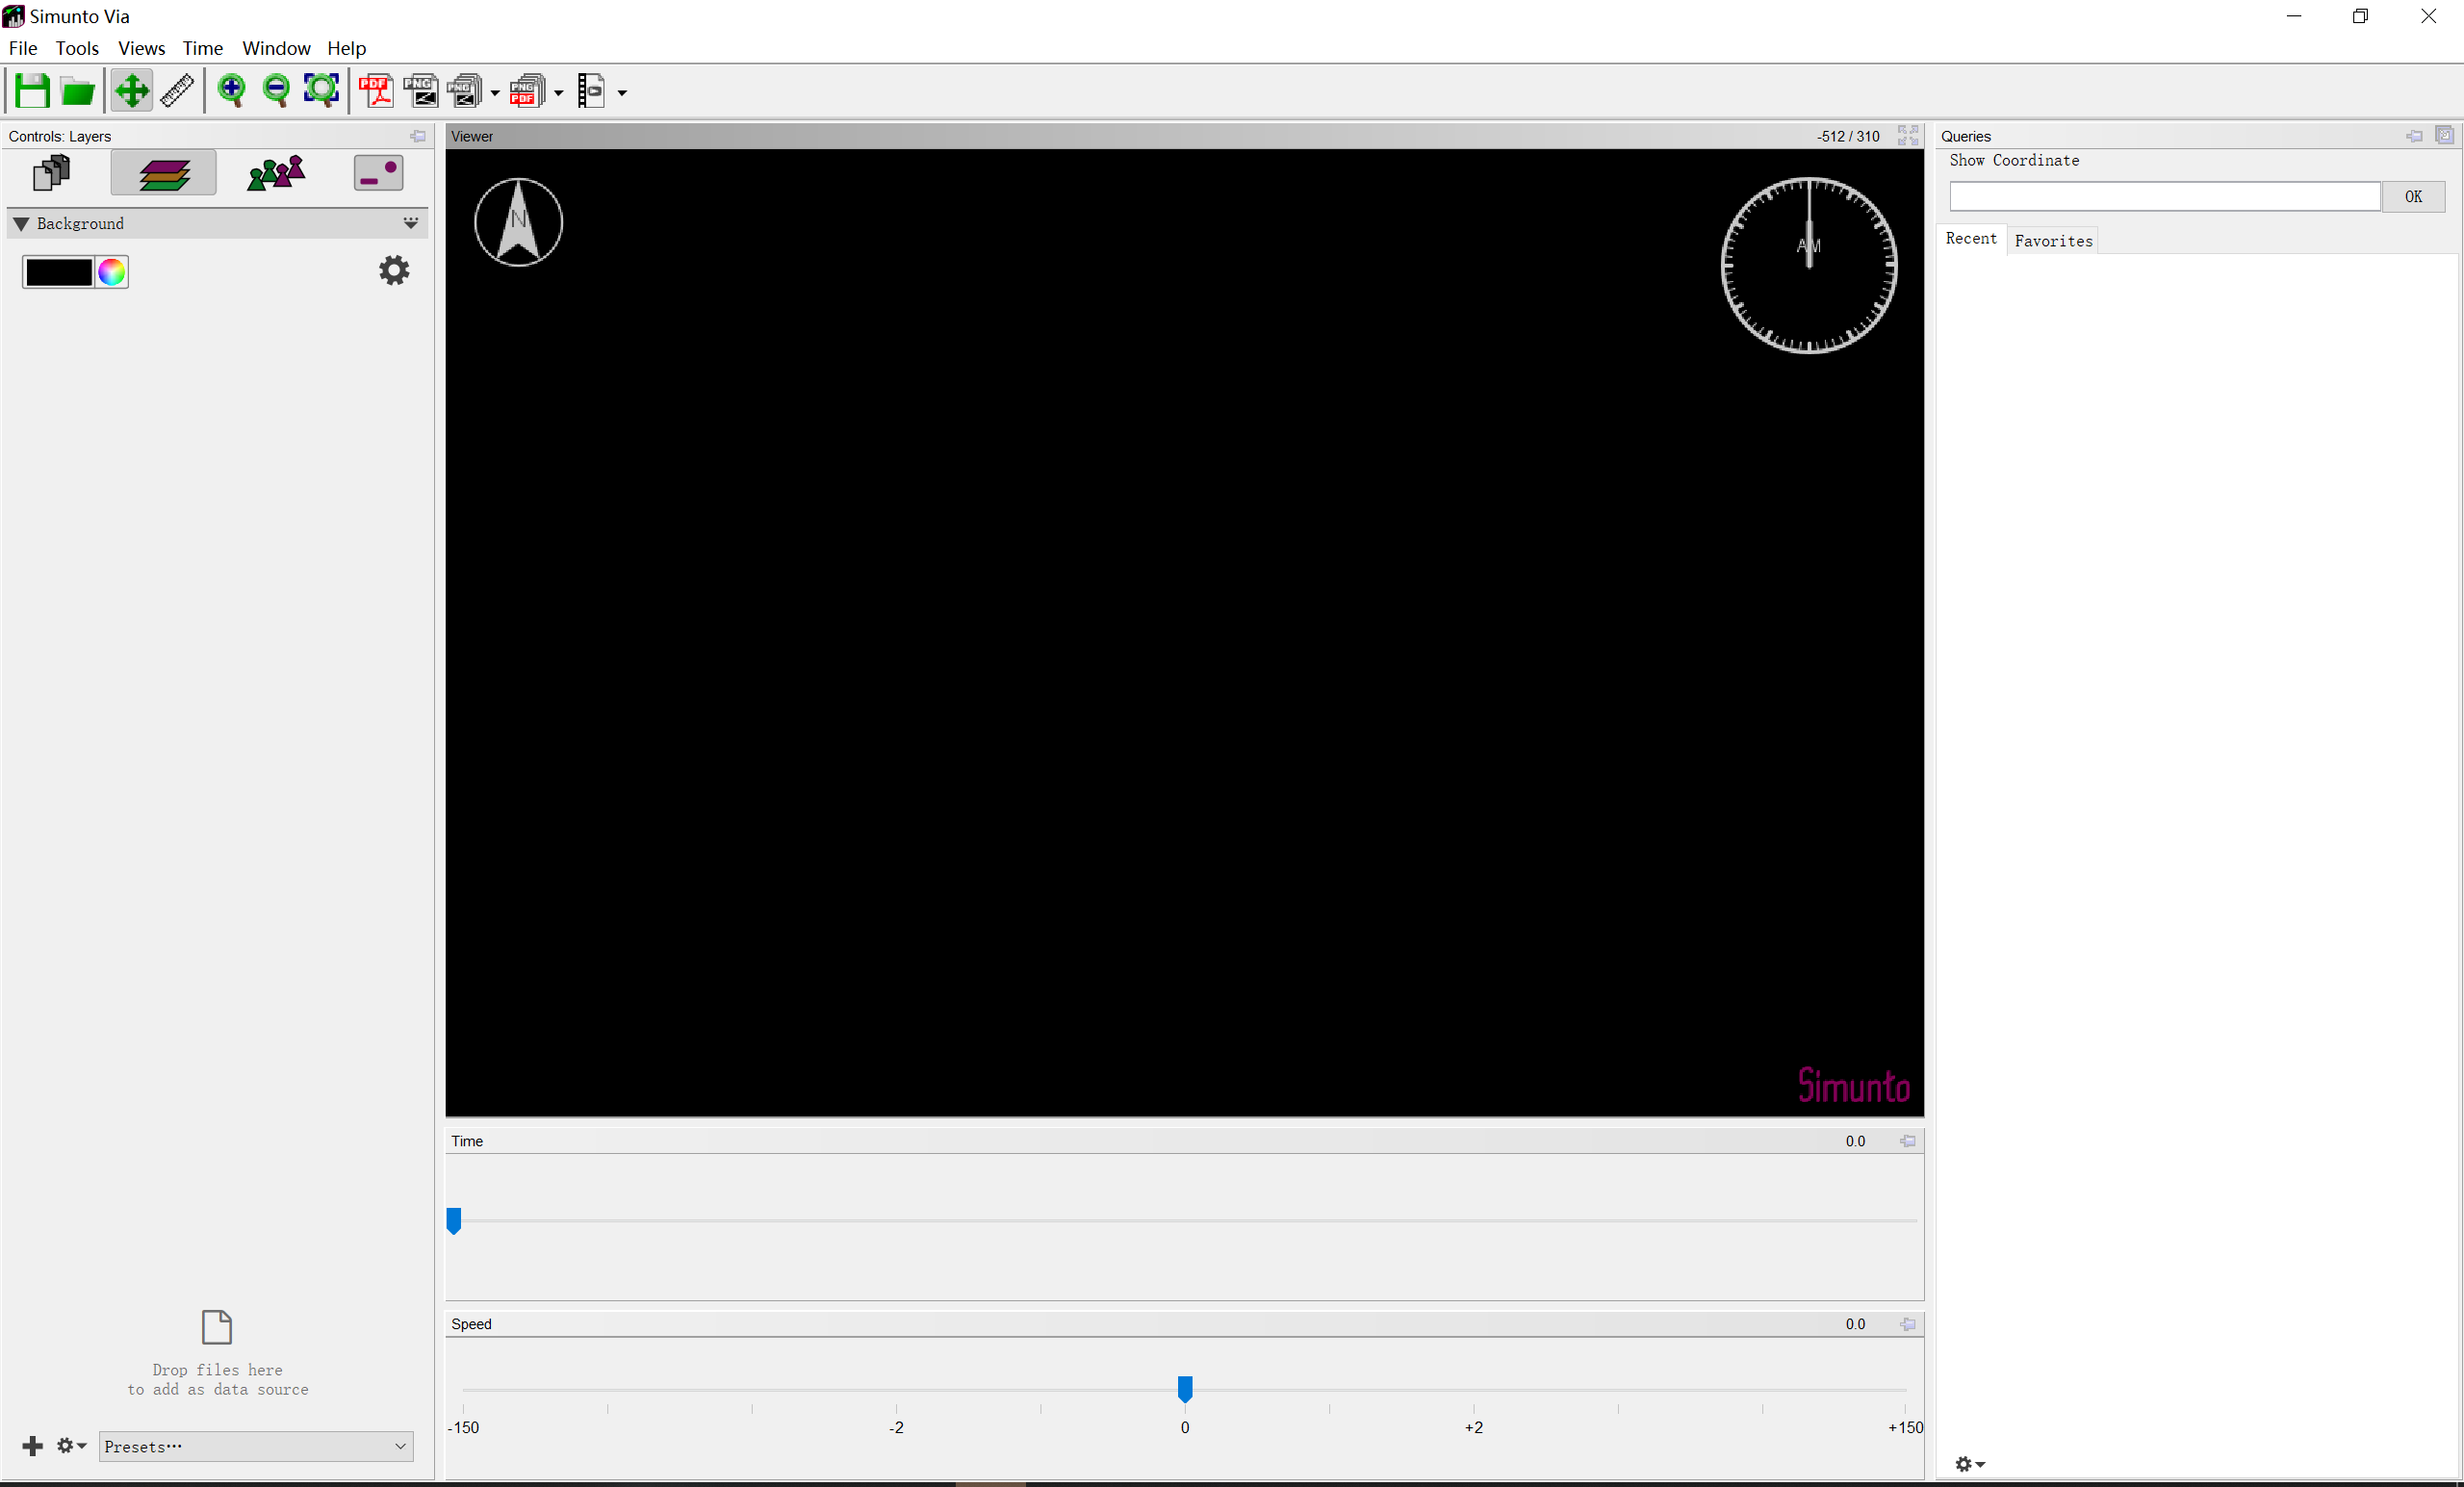 Simunto Via
File Tools Views Time Window Help
PDF PNG PNG PNG PDF
Controls: Layers
Viewer -512 / 310
Queries
Show Coordinate
OK
Background
Recent Favorites
N
AM
Simunto
Time 0.0
Speed 0.0
-150 -2 0 +2 +150
Drop files here
to add as data source
Presets…